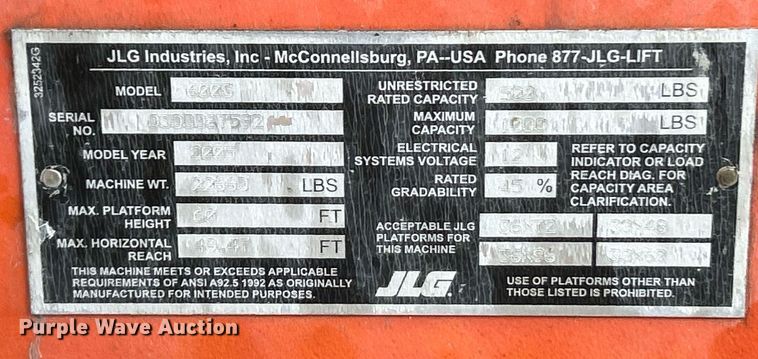 JLG Industries, Inc - McConnellsburg, PA--USA Phone 877-JLG-LIFT
3252342G
MODEL
SERIAL
NO.
MODEL YEAR
MACHINE WT. LBS
MAX. PLATFORM
HEIGHT 60 FT
MAX. HORIZONTAL
REACH FT
THIS MACHINE MEETS OR EXCEEDS APPLICABLE
REQUIREMENTS OF ANSI A92.5 1992 AS ORIGINALLY
MANUFACTURED FOR INTENDED PURPOSES.
UNRESTRICTED
RATED CAPACITY LBS
MAXIMUM
CAPACITY LBS
ELECTRICAL
SYSTEMS VOLTAGE 12
RATED
GRADABILITY 45 %
REFER TO CAPACITY
INDICATOR OR LOAD
REACH DIAG. FOR
CAPACITY AREA
CLARIFICATION.
ACCEPTABLE JLG
PLATFORMS FOR
THIS MACHINE
36X72
36X96
JLG
USE OF PLATFORMS OTHER THAN
THOSE LISTED IS PROHIBITED.
Purple Wave Auction